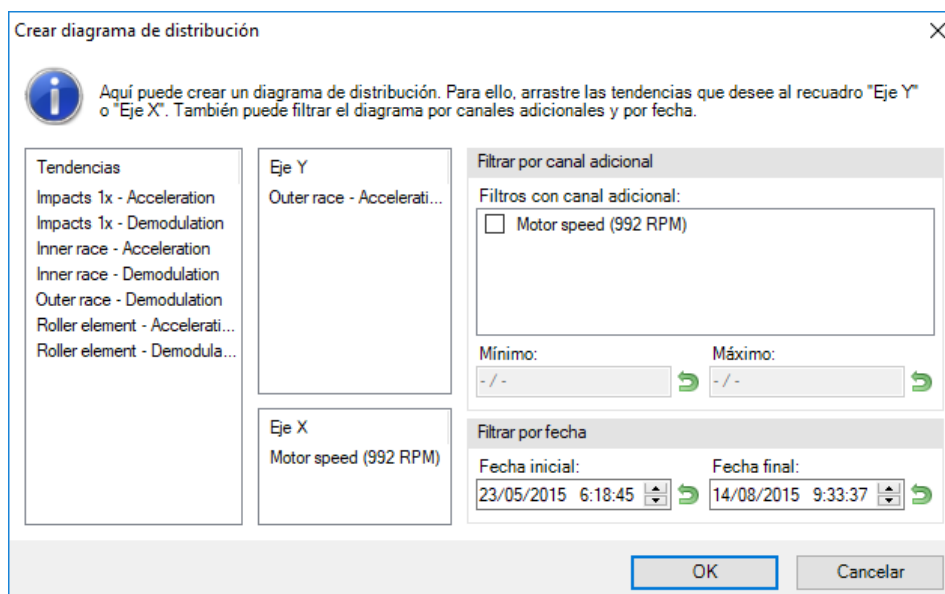 Crear diagrama de distribución
Aquí puede crear un diagrama de distribución. Para ello, arrastre las tendencias que desee al recuadro "Eje Y"
o "Eje X". También puede filtrar el diagrama por canales adicionales y por fecha.
Tendencias
Impacts 1x - Acceleration
Impacts 1x - Demodulation
Inner race - Acceleration
Inner race - Demodulation
Outer race - Demodulation
Roller element - Accelerati...
Roller element - Demodula...
Eje Y
Outer race - Accelerati...
Eje X
Motor speed (992 RPM)
Filtrar por canal adicional
Filtros con canal adicional:
Motor speed (992 RPM)
Mínimo:
Máximo:
- / -
- / -
Filtrar por fecha
Fecha inicial:
Fecha final:
23/05/2015 6:18:45
14/08/2015 9:33:37
OK
Cancelar